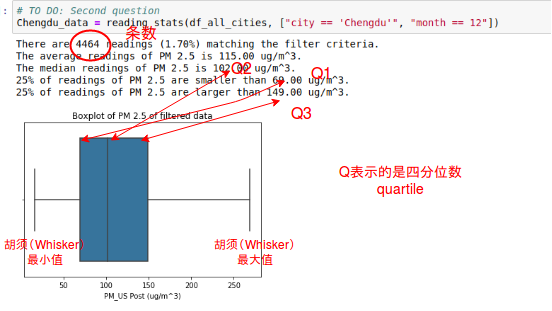 # TO DO: Second question
Chengdu_data = reading_stats(df_all_cities, ["city == 'Chengdu'", "month == 12"])
条数
There are 4464 readings (1.70%) matching the filter criteria.
The average readings of PM 2.5 is 115.00 ug/m^3.
The median readings of PM 2.5 is 102.00 ug/m^3.
Q2
Q1
25% of readings of PM 2.5 are smaller than 69.00 ug/m^3.
25% of readings of PM 2.5 are larger than 149.00 ug/m^3.
Q3
Boxplot of PM 2.5 of filtered data
Q表示的是四分位数
quartile
胡须(Whisker)
最小值
胡须(Whisker)
最大值
50 100 150 200 250
PM_US Post (ug/m^3)